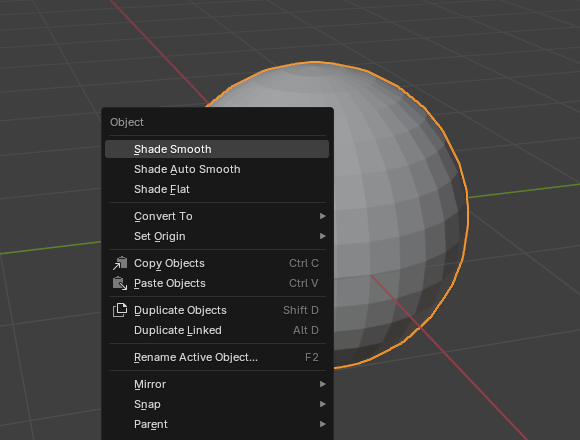 Object
Shade Smooth
Shade Auto Smooth
Shade Flat
Convert To
Set Origin
Copy Objects Ctrl C
Paste Objects Ctrl V
Duplicate Objects Shift D
Duplicate Linked Alt D
Rename Active Object... F2
Mirror
Snap
Parent